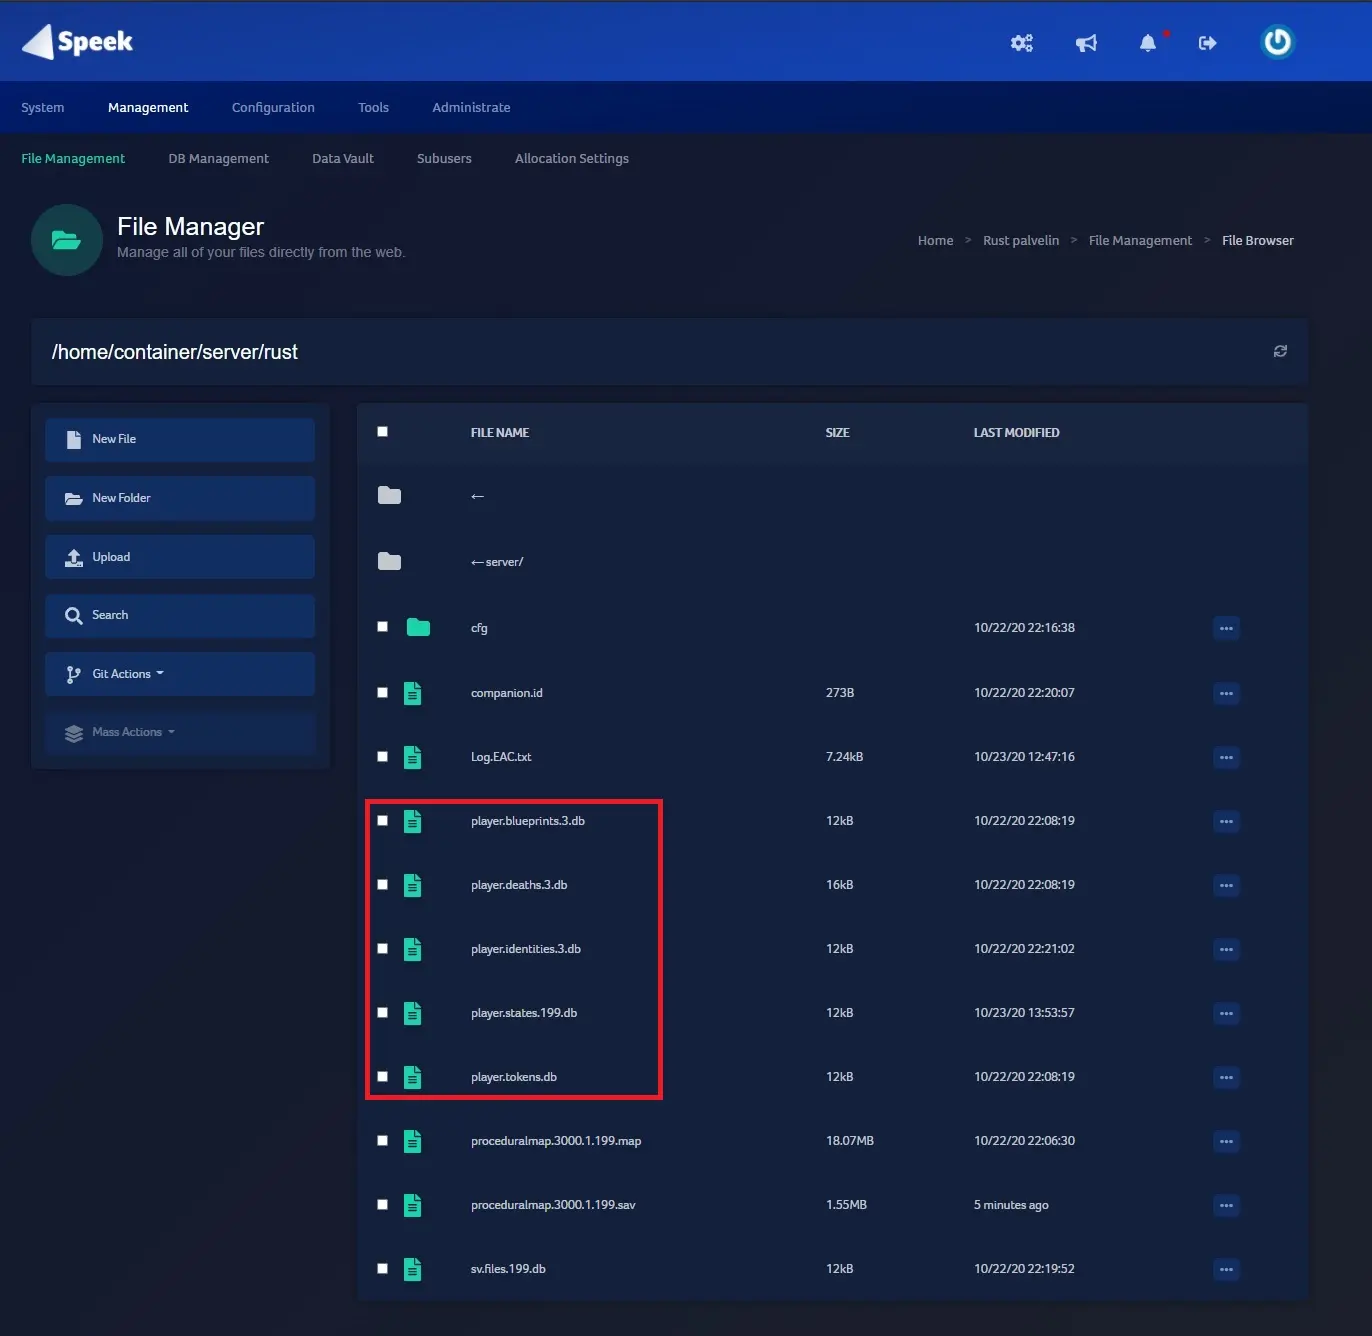 Speek
System Management Configuration Tools Administrate
File Management DB Management Data Vault Subusers Allocation Settings
File Manager
Manage all of your files directly from the web.
Home > Rust palvelin > File Management > File Browser
/home/container/server/rust
New File
New Folder
Upload
Search
Git Actions
Mass Actions
FILE NAME SIZE LAST MODIFIED
←
←server/
cfg 10/22/20 22:16:38
companion.id 273B 10/22/20 22:20:07
Log.EAC.txt 7.24kB 10/23/20 12:47:16
player.blueprints.3.db 12kB 10/22/20 22:08:19
player.deaths.3.db 16kB 10/22/20 22:08:19
player.identities.3.db 12kB 10/22/20 22:21:02
player.states.199.db 12kB 10/23/20 13:53:57
player.tokens.db 12kB 10/22/20 22:08:19
proceduralmap.3000.1.199.map 18.07MB 10/22/20 22:06:30
proceduralmap.3000.1.199.sav 1.55MB 5 minutes ago
sv.files.199.db 12kB 10/22/20 22:19:52